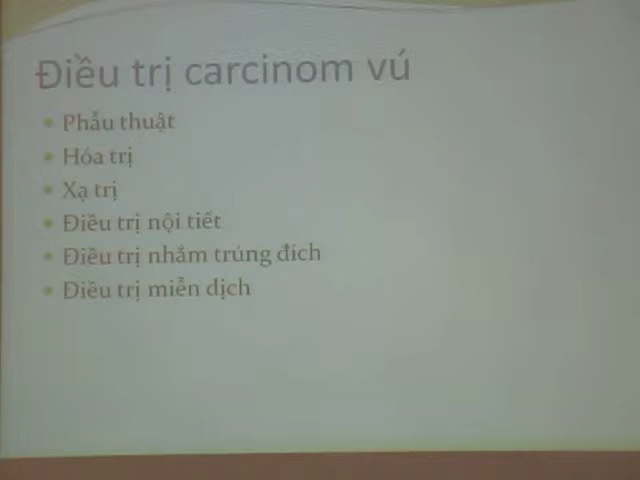 Điều trị carcinom vú
• Phẫu thuật
• Hóa trị
• Xạ trị
• Điều trị nội tiết
• Điều trị nhắm trúng đích
• Điều trị miễn dịch